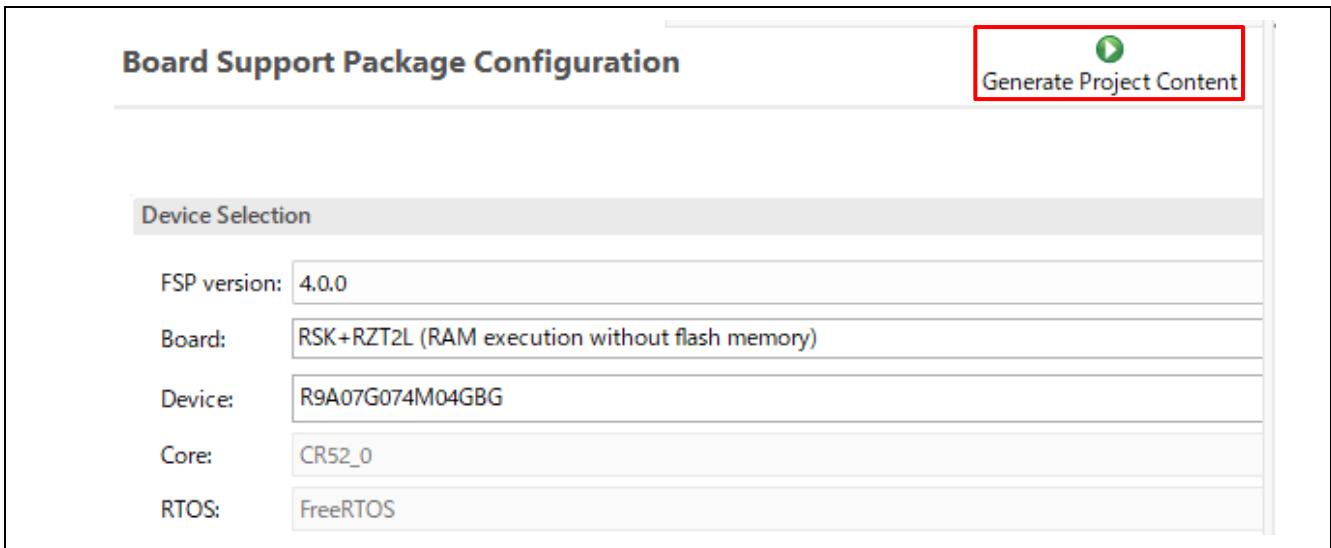 Board Support Package Configuration
Generate Project Content
Device Selection
FSP version: 4.0.0
Board: RSK+RZT2L (RAM execution without flash memory)
Device: R9A07G074M04GBG
Core: CR52_0
RTOS: FreeRTOS